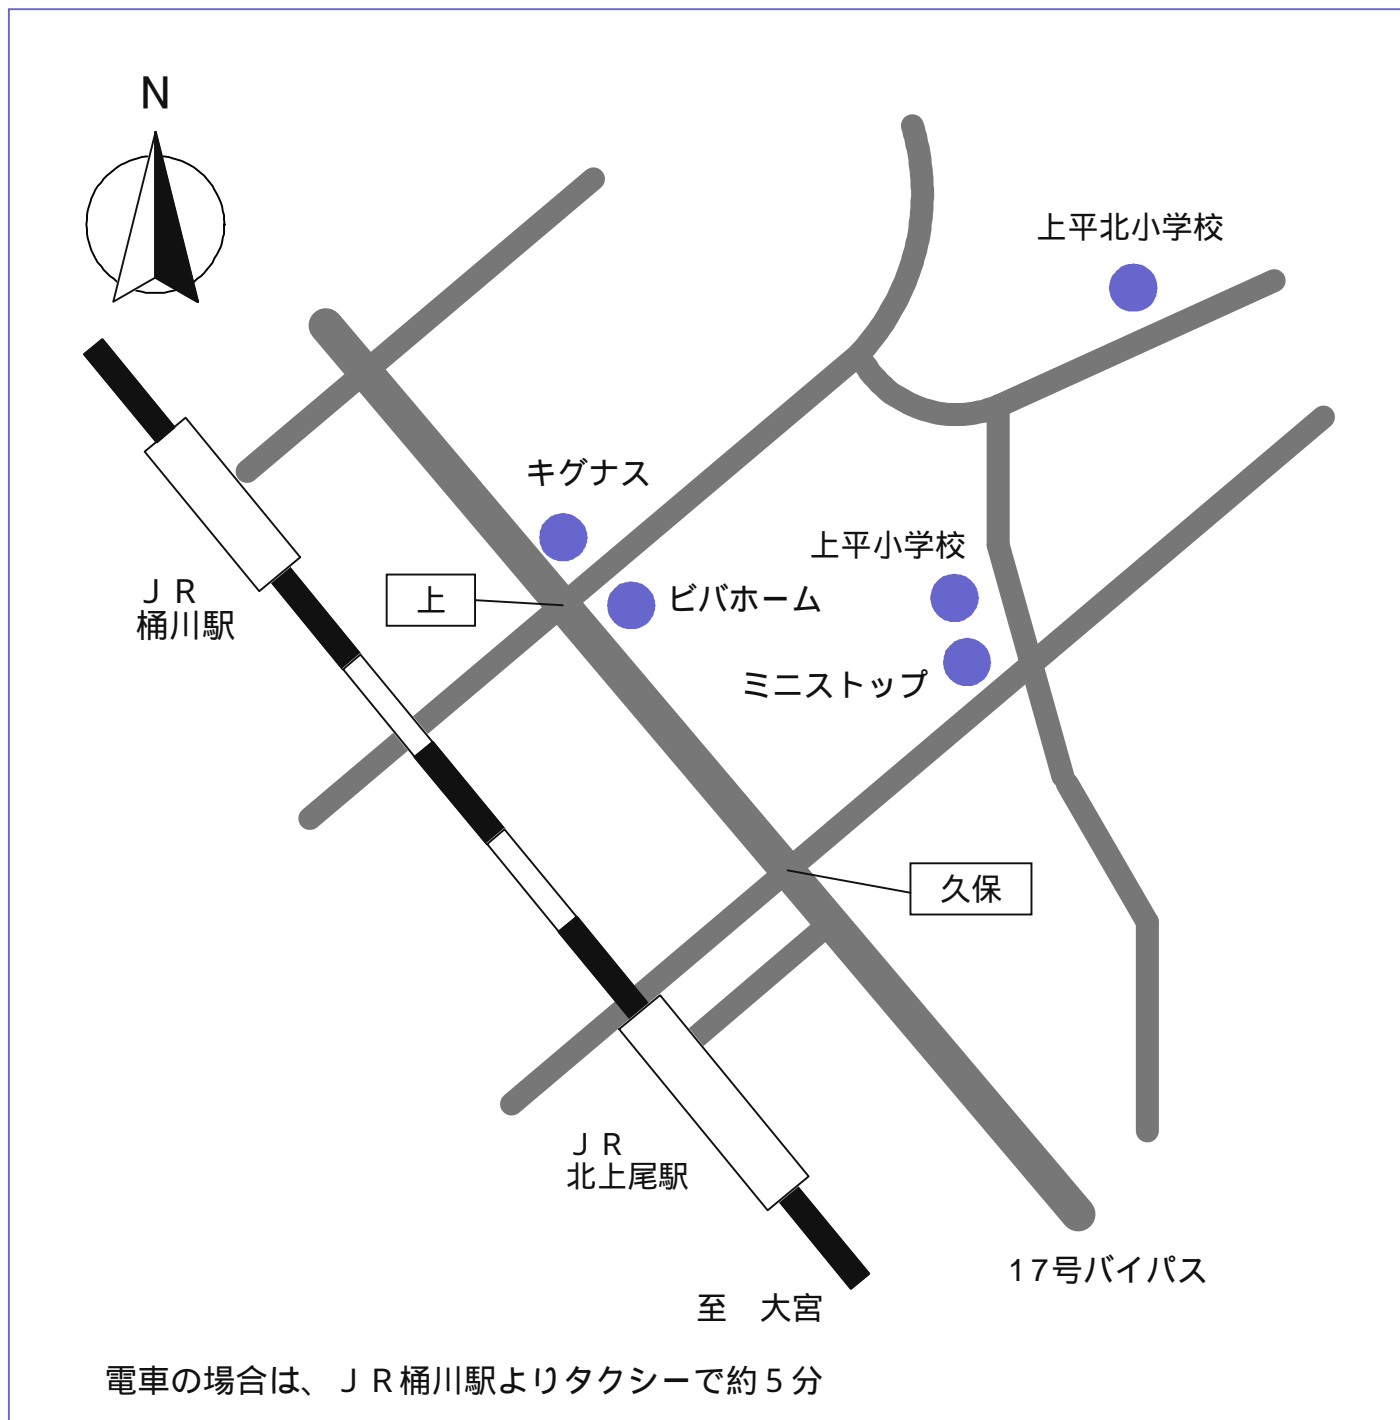 N
上平北小学校
キグナス
上平小学校
上
ビバホーム
ＪＲ
桶川駅
ミニストップ
久保
ＪＲ
北上尾駅
17号バイパス
至　大宮
電車の場合は、ＪＲ桶川駅よりタクシーで約５分